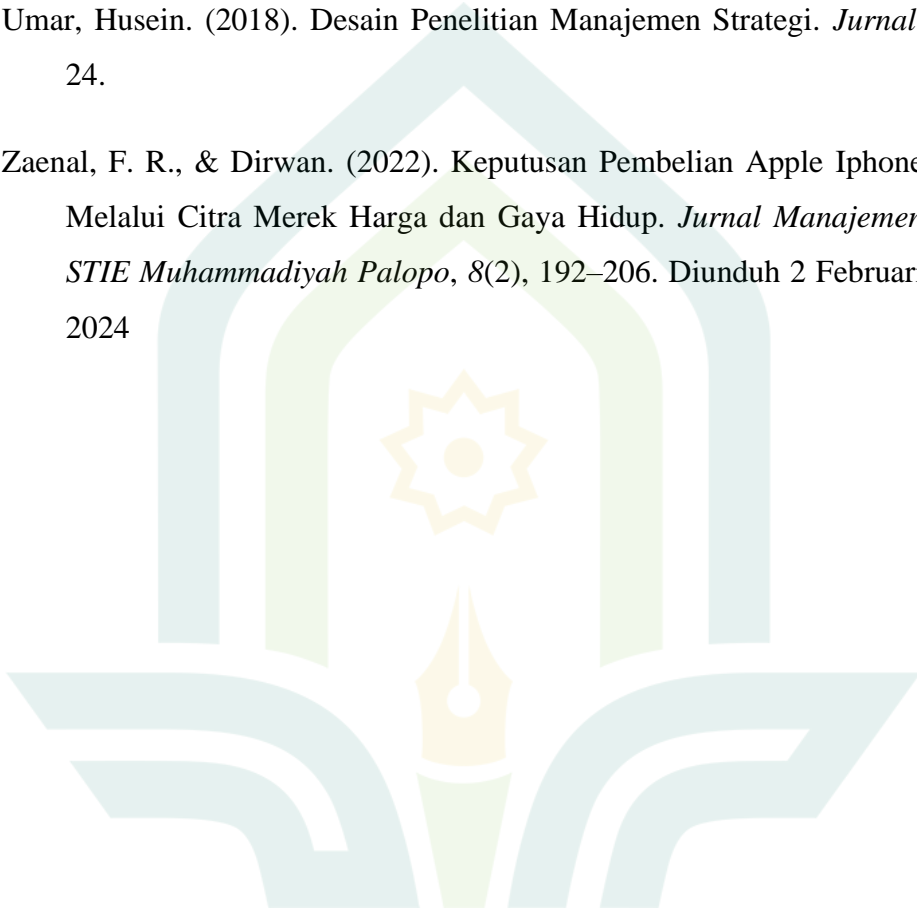 Umar, Husein. (2018). Desain Penelitian Manajemen Strategi. Jurnal
24.
Zaenal, F. R., & Dirwan. (2022). Keputusan Pembelian Apple Iphone
Melalui Citra Merek Harga dan Gaya Hidup. Jurnal Manajemen
STIE Muhammadiyah Palopo, 8(2), 192–206. Diunduh 2 Februari
2024